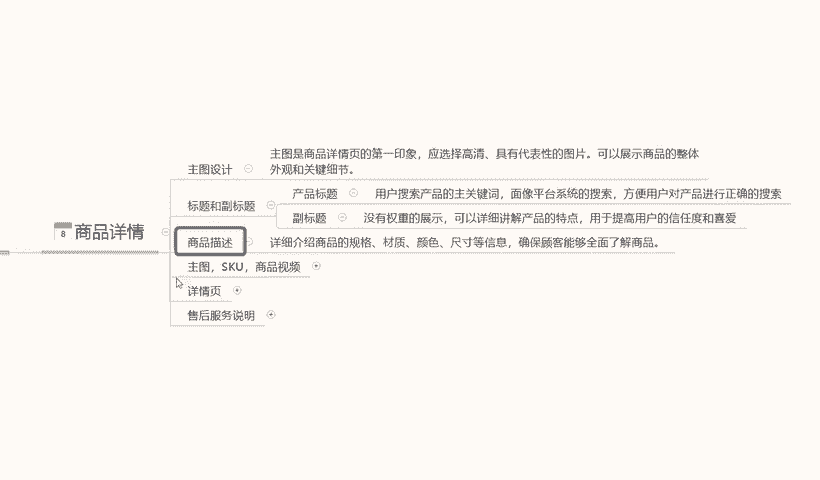 主图是商品详情页的第一印象，应选择高清、具有代表性的图片。可以展示商品的整体
主图设计
外观和关键细节。
产品标题
用户搜索产品的主关键词，面像平台系统的搜索，方便用户对产品进行正确的搜索
标题和副标题
副标题
没有权重的展示，可以详细讲解产品的特点，用于提高用户的信任度和喜爱
8 商品详情
商品描述
详细介绍商品的规格、材质、颜色、尺寸等信息，确保顾客能够全面了解商品。
主图，SKU，商品视频
详情页
售后服务说明